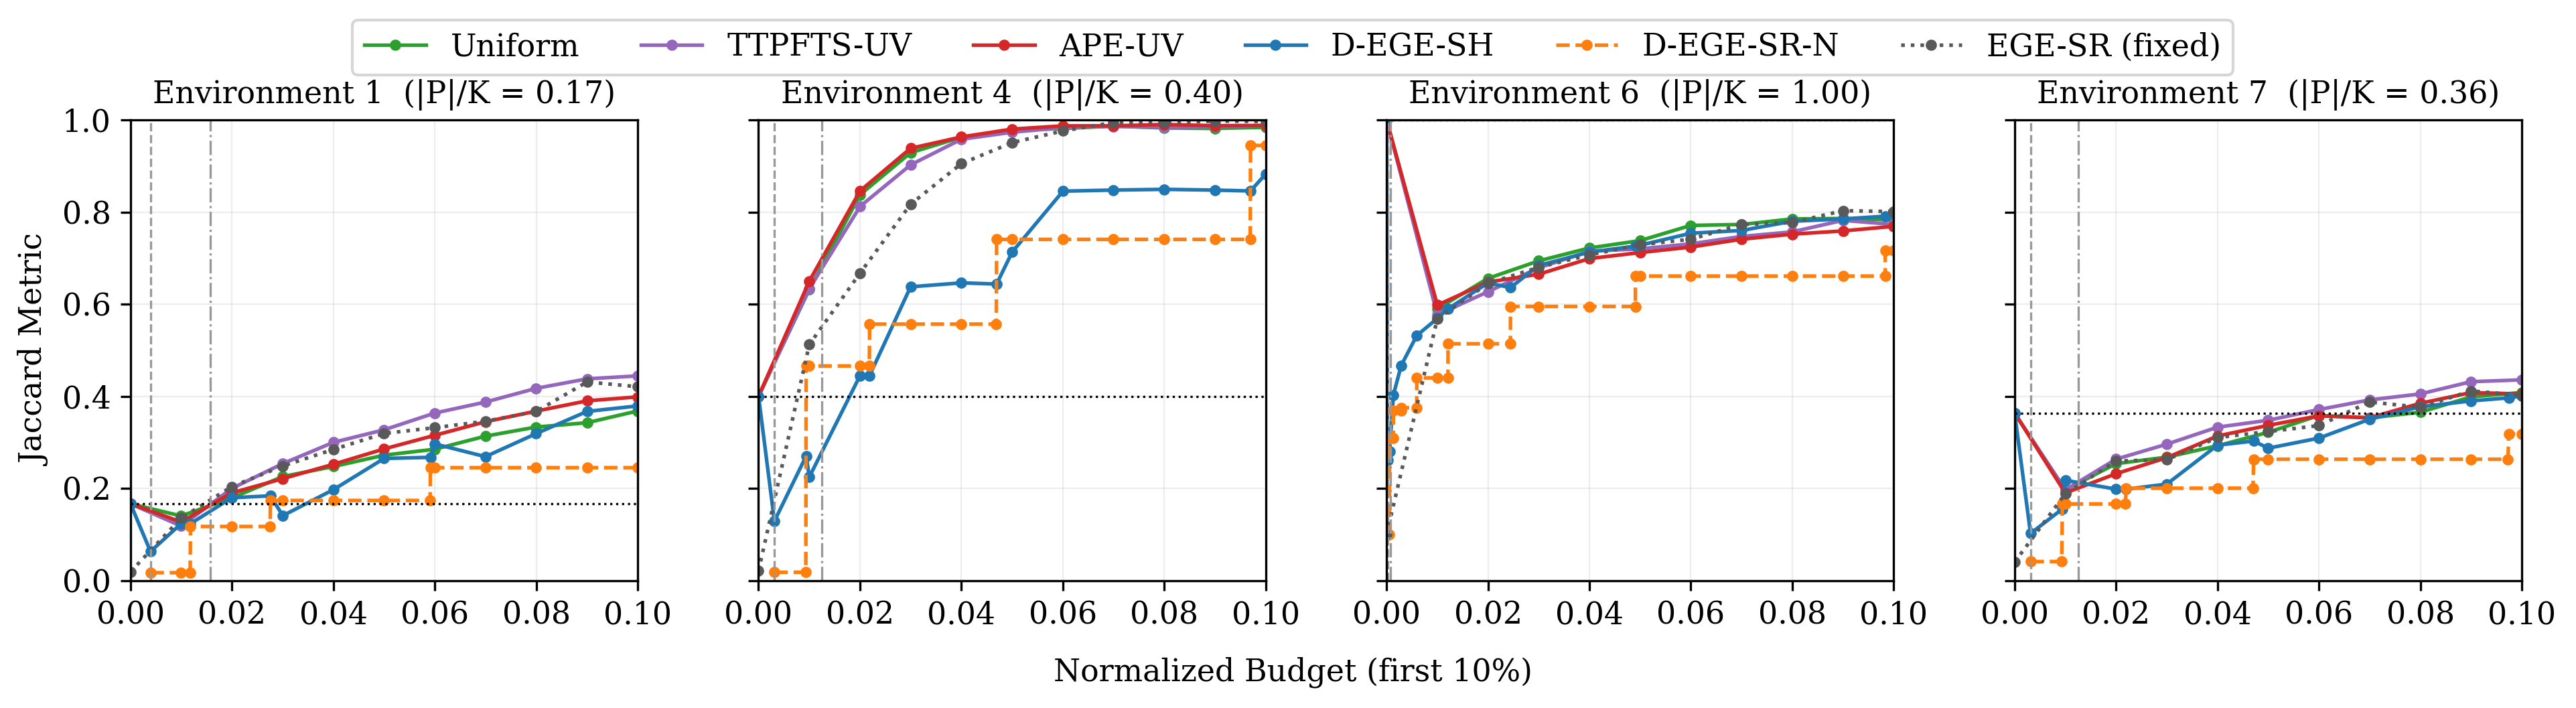 Uniform TTPFTS-UV APE-UV D-EGE-SH D-EGE-SR-N EGE-SR (fixed)
Environment 1 (|P|/K = 0.17) Environment 4 (|P|/K = 0.40) Environment 6 (|P|/K = 1.00) Environment 7 (|P|/K = 0.36)
Jaccard Metric
1.0
0.8
0.6
0.4
0.2
0.0
0.00 0.02 0.04 0.06 0.08 0.10 0.00 0.02 0.04 0.06 0.08 0.10 0.00 0.02 0.04 0.06 0.08 0.10 0.00 0.02 0.04 0.06 0.08 0.10
Normalized Budget (first 10%)